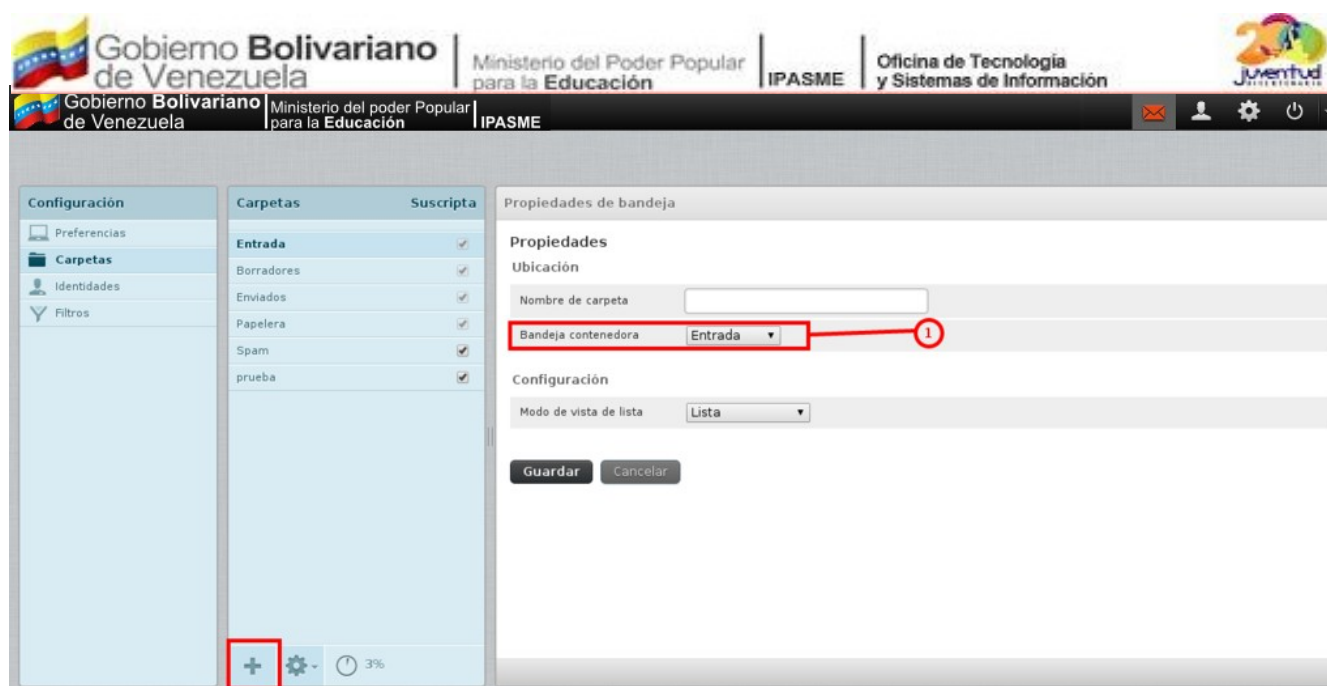 Gobierno Bolivariano
de Venezuela
Ministerio del Poder Popular
para la Educación
IPASME
Oficina de Tecnología
y Sistemas de Información
200
juventud
BICENTENARIA
Gobierno Bolivariano
de Venezuela
Ministerio del poder Popular
para la Educación
IPASME
Configuración
Preferencias
Carpetas
Identidades
Filtros
Carpetas Suscripta
Entrada
Borradores
Enviados
Papelera
Spam
prueba
3%
Propiedades de bandeja
Propiedades
Ubicación
Nombre de carpeta
Bandeja contenedora Entrada
1
Configuración
Modo de vista de lista Lista
Guardar Cancelar